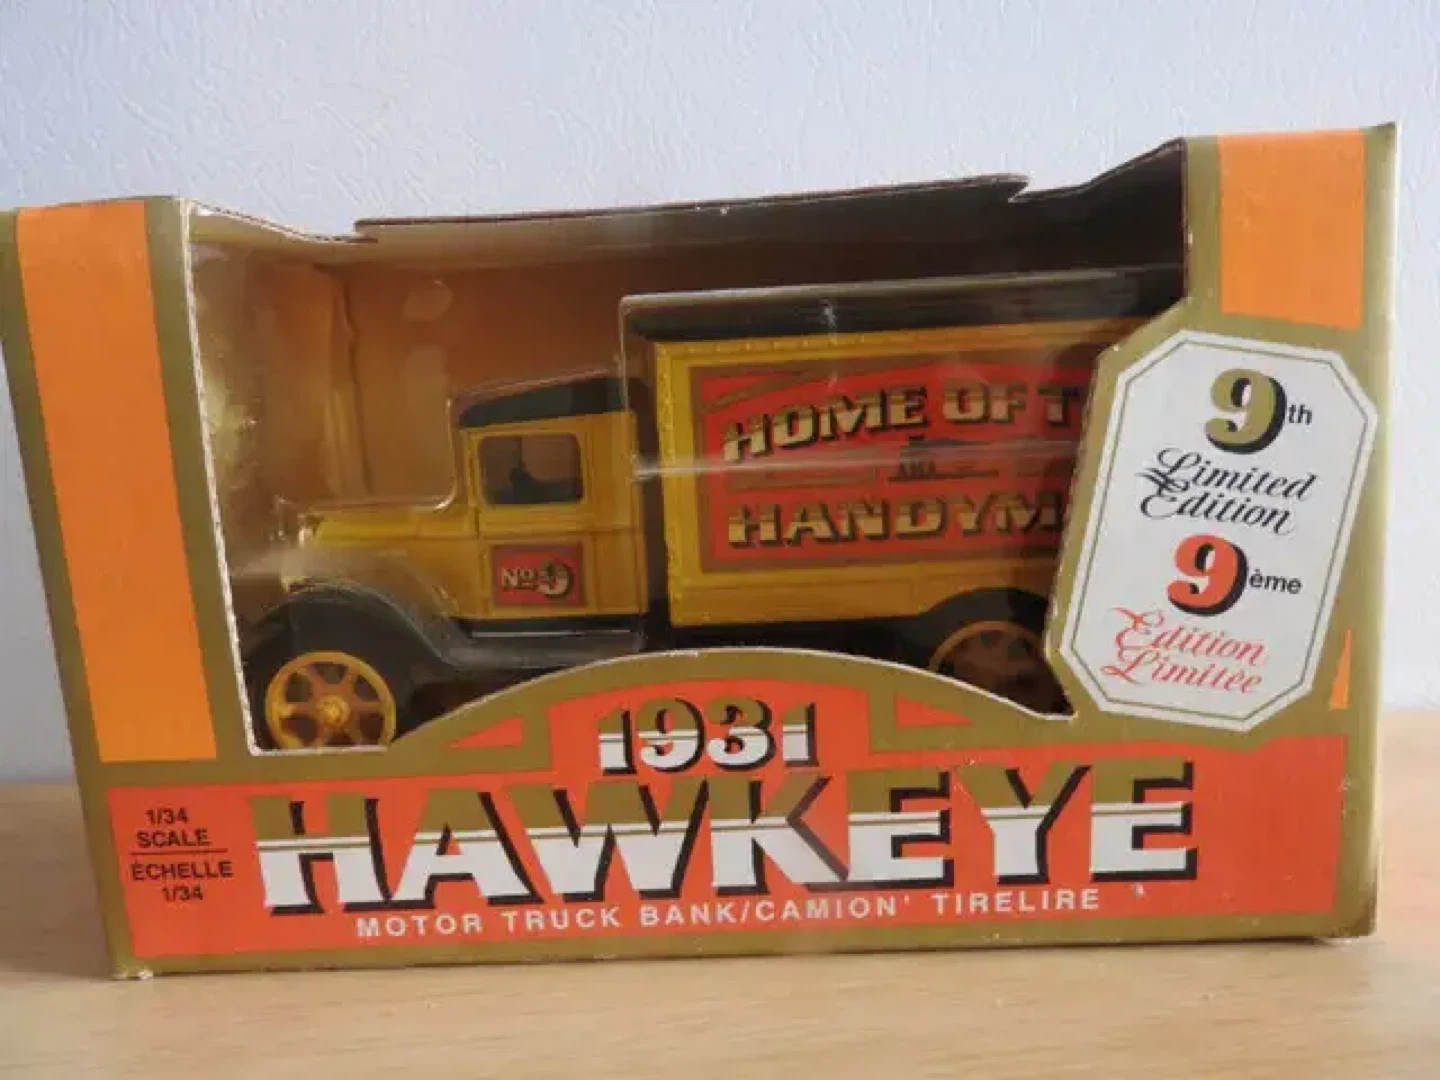 HOME OF T
HANDYM
No 9
9th
Limited
Edition
9ème
Edition
Limitée
1931
HAWKEYE
1/34
SCALE
ÉCHELLE
1/34
MOTOR TRUCK BANK/CAMION' TIRELIRE